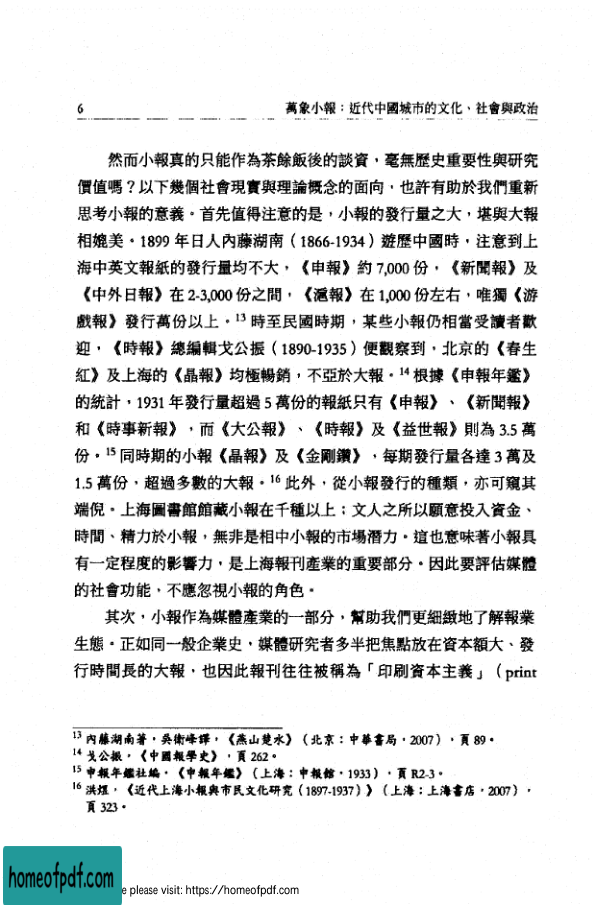 6
萬象小報：近代中國城市的文化、社會與政治
然而小報真的只能作為茶餘飯後的談資，毫無歷史重要性與研究
價值嗎？以下幾個社會現實與理論概念的面向，也許有助於我們重新
思考小報的意義。首先值得注意的是，小報的發行量之大，堪與大報
相媲美。1899 年日人內藤湖南（1866-1934）遊歷中國時，注意到上
海中英文報紙的發行量均不大，《申報》約 7,000 份，《新聞報》及
《中外日報》在 2-3,000 份之間，《滬報》在 1,000 份左右，唯獨《游
戲報》發行萬份以上。13 時至民國時期，某些小報仍相當受讀者歡
迎，《時報》總編輯戈公振（1890-1935）便觀察到，北京的《春生
紅》及上海的《晶報》均極暢銷，不亞於大報。14 根據《申報年鑑》
的統計，1931 年發行量超過 5 萬份的報紙只有《申報》、《新聞報》
和《時事新報》，而《大公報》、《時報》及《益世報》則為 3.5 萬
份。15 同時期的小報《晶報》及《金剛鑽》，每期發行量各達 3 萬及
1.5 萬份，超過多數的大報。16 此外，從小報發行的種類，亦可窺其
端倪。上海圖書館館藏小報在千種以上；文人之所以願意投入資金、
時間、精力於小報，無非是相中小報的市場潛力。這也意味著小報具
有一定程度的影響力，是上海報刊產業的重要部分。因此要評估媒體
的社會功能，不應忽視小報的角色。
其次，小報作為媒體產業的一部分，幫助我們更細緻地了解報業
生態。正如同一般企業史，媒體研究者多半把焦點放在資本額大、發
行時間長的大報，也因此報刊往往被稱為「印刷資本主義」（print
13 內藤湖南著，吳衛峰譯，《燕山楚水》（北京：中華書局，2007），頁 89。
14 戈公振，《中國報學史》，頁 262。
15 申報年鑑社編，《申報年鑑》（上海：申報館，1933），頁 R2-3。
16 洪煜，《近代上海小報與市民文化研究（1897-1937）》（上海：上海書店，2007），
頁 323。
homeofpdf.com
e please visit: https://homeofpdf.com